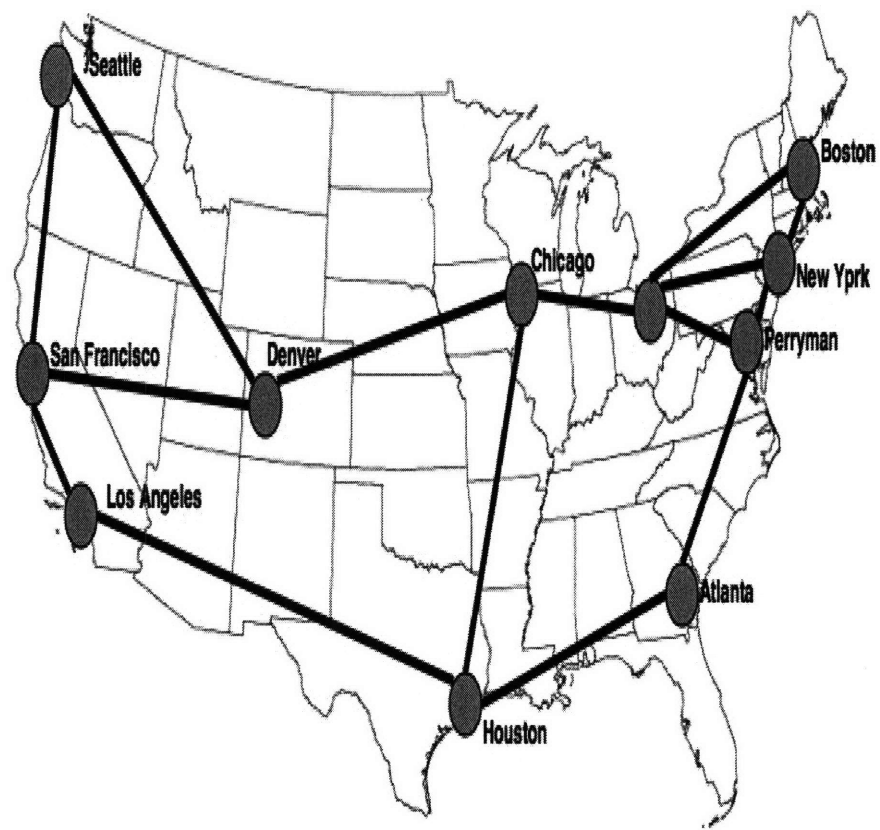 Seattle
Boston
Chicago
New Yprk
Perryman
San Francisco
Denver
Los Angeles
Atlanta
Houston